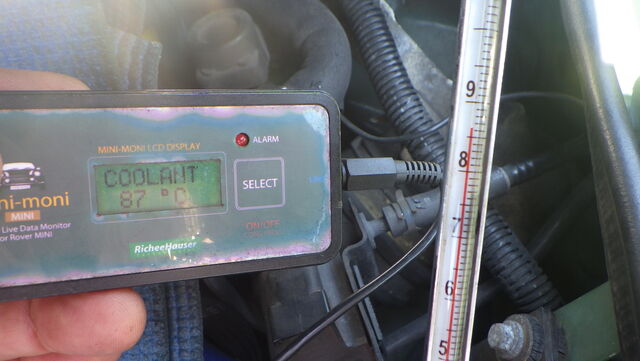 MINI-MONI LCD DISPLAY
ALARM
COOLANT
87 °C
SELECT
ni-moni
MINI
Live Data Monitor
or Rover MINI
ON/OFF
RicheeHauser
9
8
7
6
5